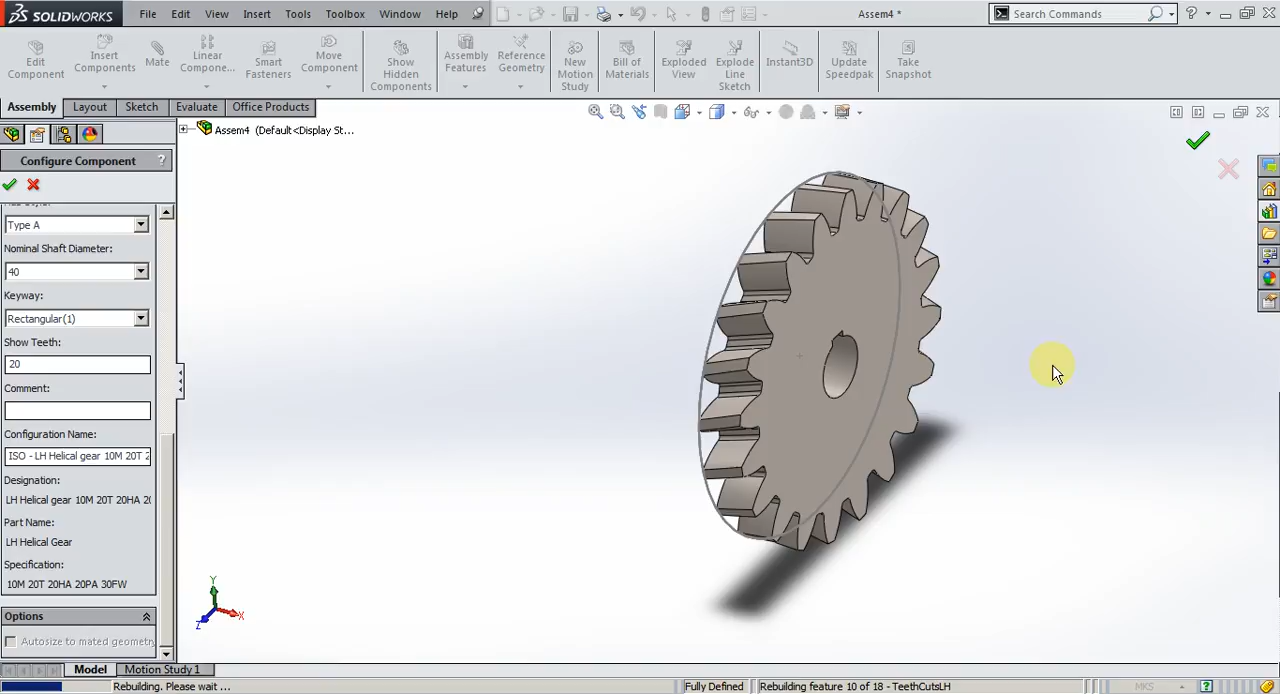 SOLIDWORKS File Edit View Insert Tools Toolbox Window Help Assem4 * Search Commands ?
Edit Component
Insert Components
Mate
Linear Compone...
Smart Fasteners
Move Component
Show Hidden Components
Assembly Features
Reference Geometry
New Motion Study
Bill of Materials
Exploded View
Explode Line Sketch
Instant3D
Update Speedpak
Take Snapshot
Assembly Layout Sketch Evaluate Office Products
Assem4 (Default<Display St...
Configure Component ?
Type A
Nominal Shaft Diameter:
40
Keyway:
Rectangular(1)
Show Teeth:
20
Comment:
Configuration Name:
ISO - LH Helical gear 10M 20T 2
Designation:
LH Helical gear 10M 20T 20HA 20
Part Name:
LH Helical Gear
Specification:
10M 20T 20HA 20PA 30FW
Options
Autosize to mated geometry
Y
X
Z
Model Motion Study 1
Rebuilding. Please wait ... Fully Defined Rebuilding feature 10 of 18 - TeethCutsLH MKS ?